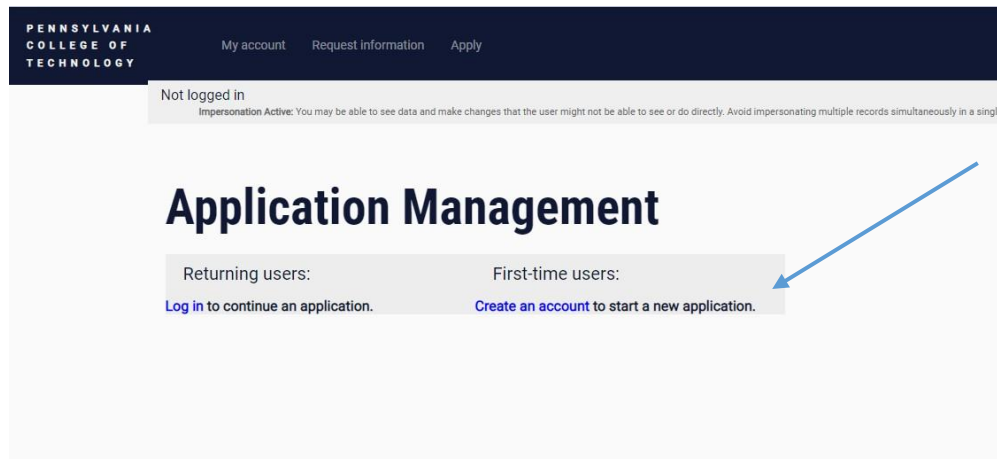 PENNSYLVANIA
COLLEGE OF
TECHNOLOGY
My account Request information Apply
Not logged in
Impersonation Active: You may be able to see data and make changes that the user might not be able to see or do directly. Avoid impersonating multiple records simultaneously in a singl
Application Management
Returning users: First-time users:
Log in to continue an application. Create an account to start a new application.